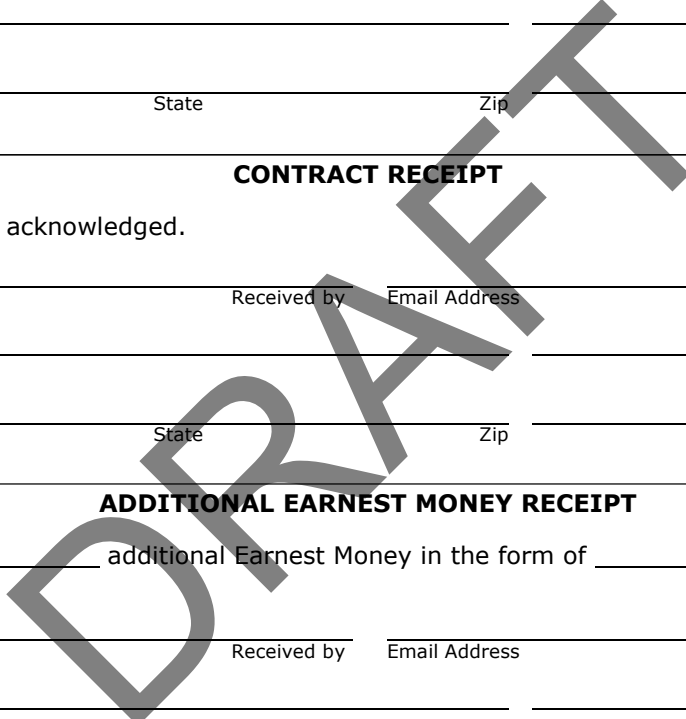 State Zip
CONTRACT RECEIPT
acknowledged.
Received by Email Address
State Zip
ADDITIONAL EARNEST MONEY RECEIPT
additional Earnest Money in the form of
Received by Email Address
DRAFT